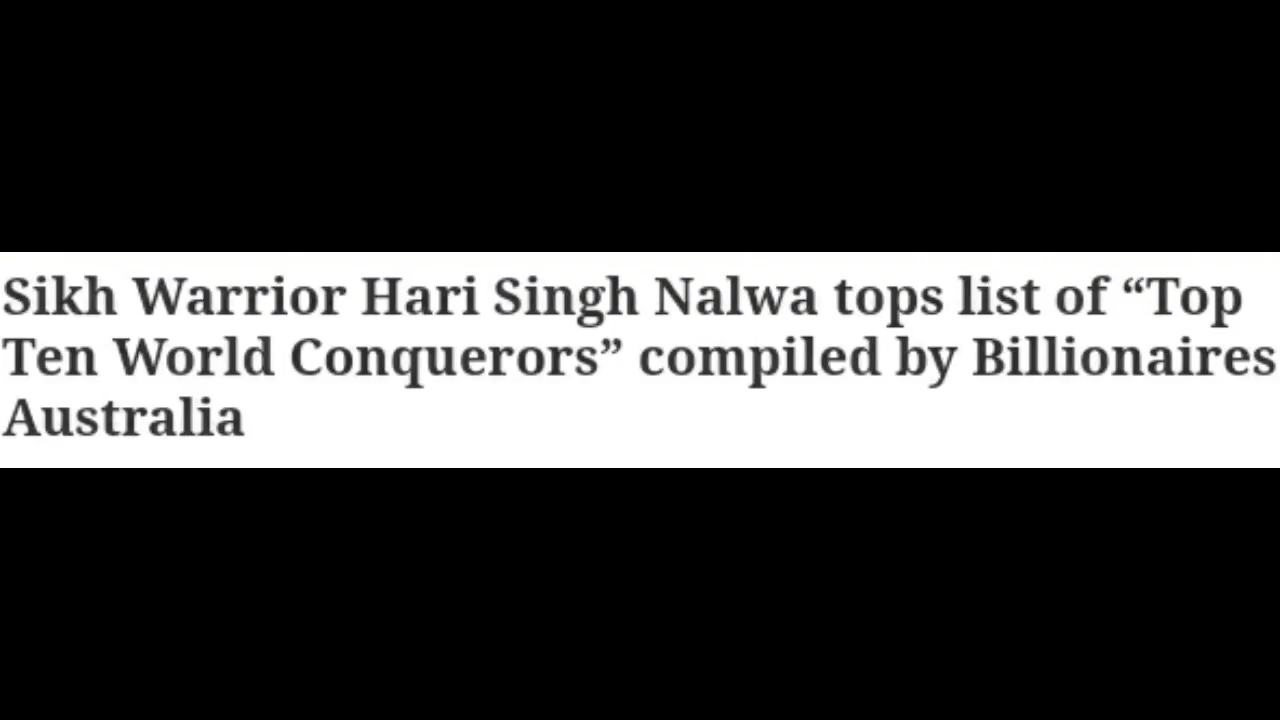 Sikh Warrior Hari Singh Nalwa tops list of “Top
Ten World Conquerors” compiled by Billionaires
Australia